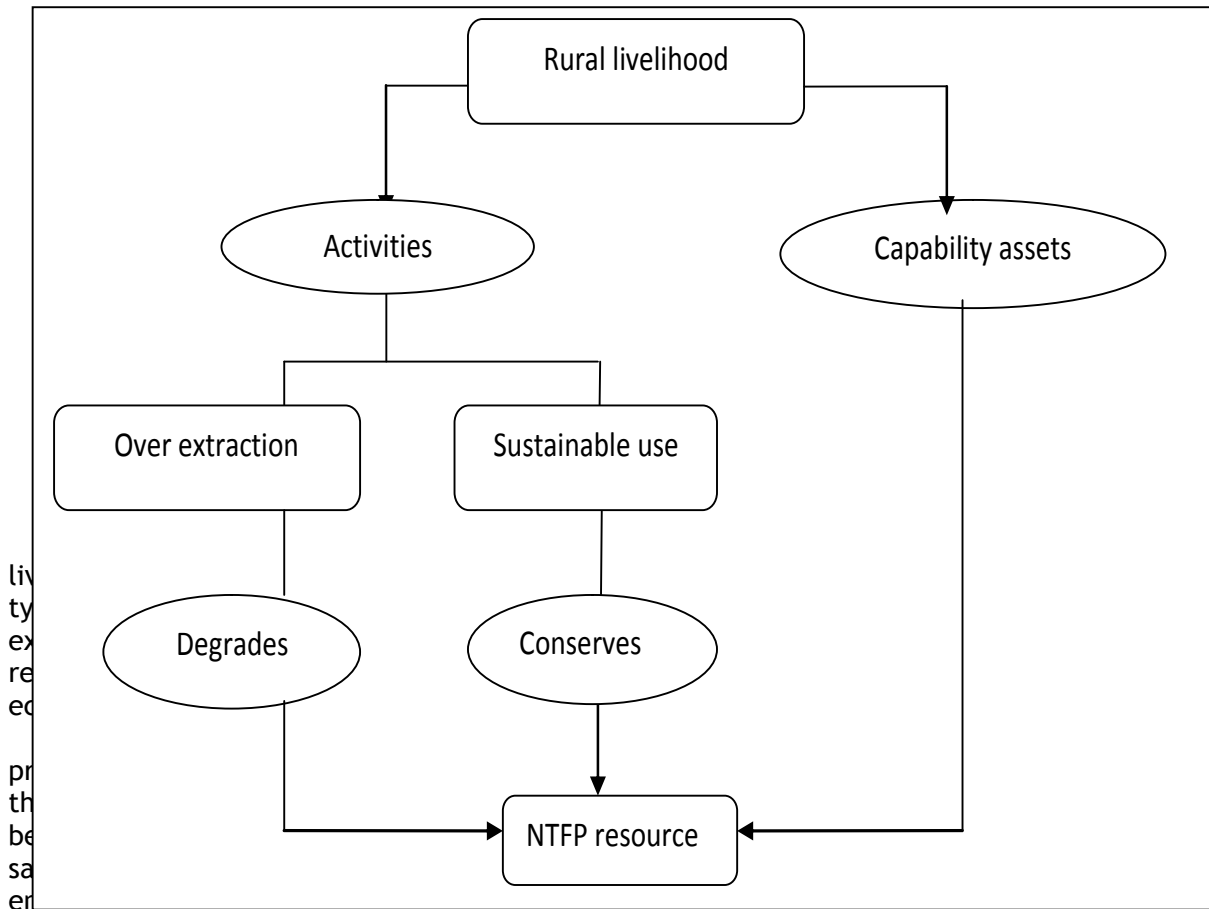 Rural livelihood
Activities
Capability assets
Over extraction
Sustainable use
Degrades
Conserves
NTFP resource